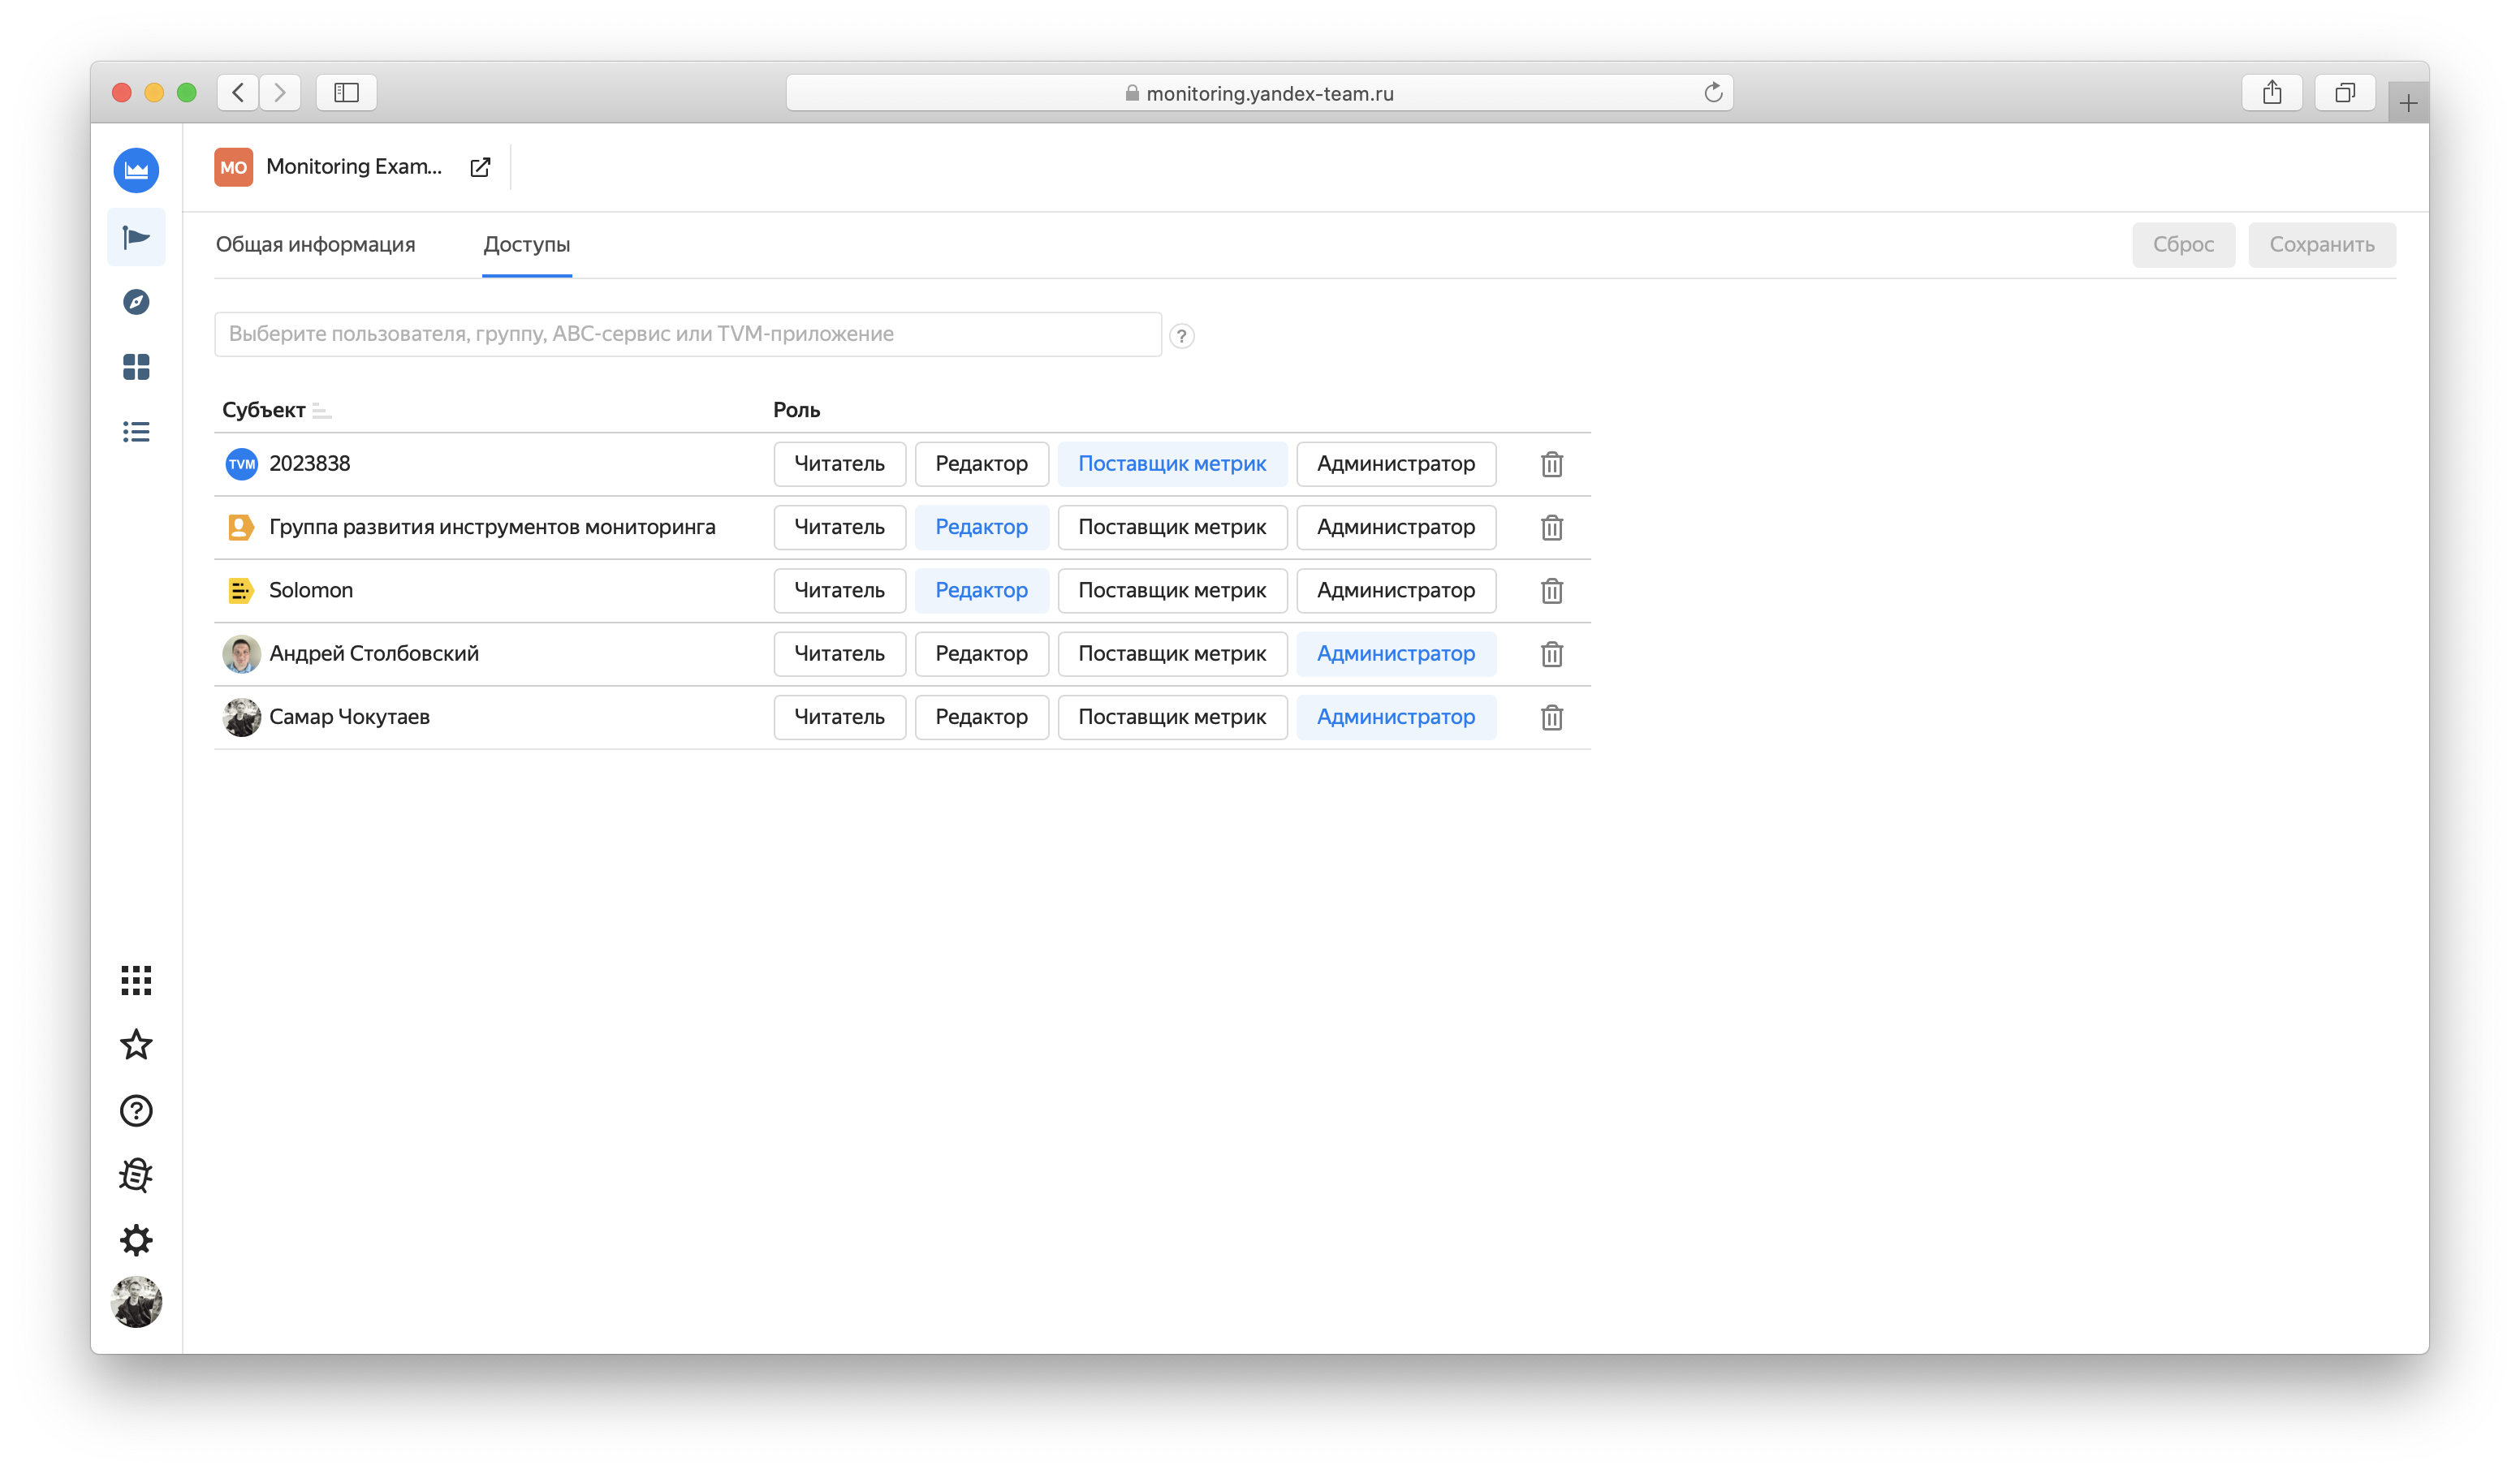 monitoring.yandex-team.ru
MO Monitoring Exam...
Общая информация Доступы Сброс Сохранить
Выберите пользователя, группу, ABC-сервис или TVM-приложение ?
Субъект Роль
TVM 2023838 Читатель Редактор Поставщик метрик Администратор
Группа развития инструментов мониторинга Читатель Редактор Поставщик метрик Администратор
Solomon Читатель Редактор Поставщик метрик Администратор
Андрей Столбовский Читатель Редактор Поставщик метрик Администратор
Самар Чокутаев Читатель Редактор Поставщик метрик Администратор